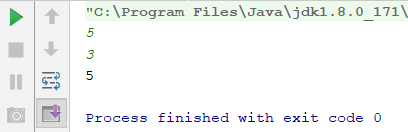 "C:\Program Files\Java\jdk1.8.0_171\
5
3
5
Process finished with exit code 0